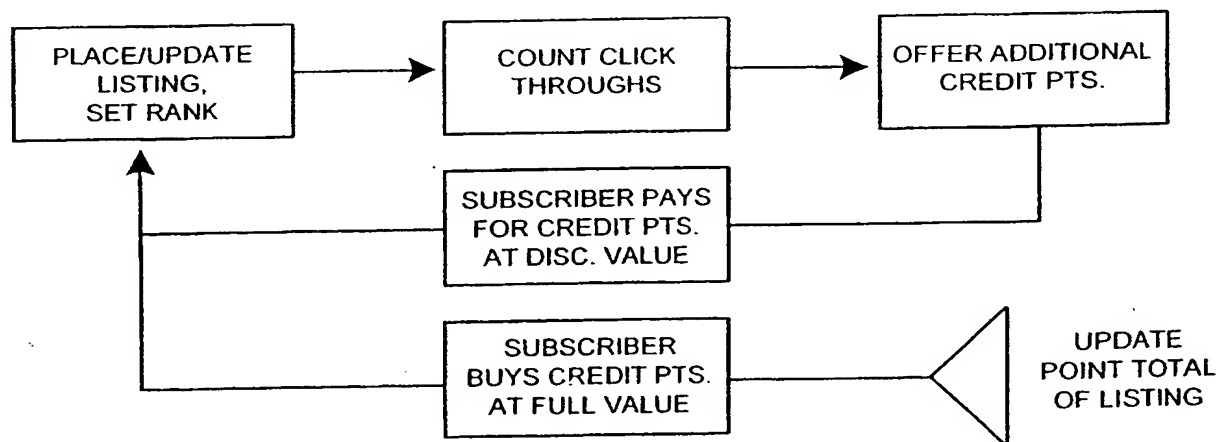 PLACE/UPDATE
LISTING,
SET RANK
COUNT CLICK
THROUGHS
OFFER ADDITIONAL
CREDIT PTS.
SUBSCRIBER PAYS
FOR CREDIT PTS.
AT DISC. VALUE
SUBSCRIBER
BUYS CREDIT PTS.
AT FULL VALUE
UPDATE
POINT TOTAL
OF LISTING